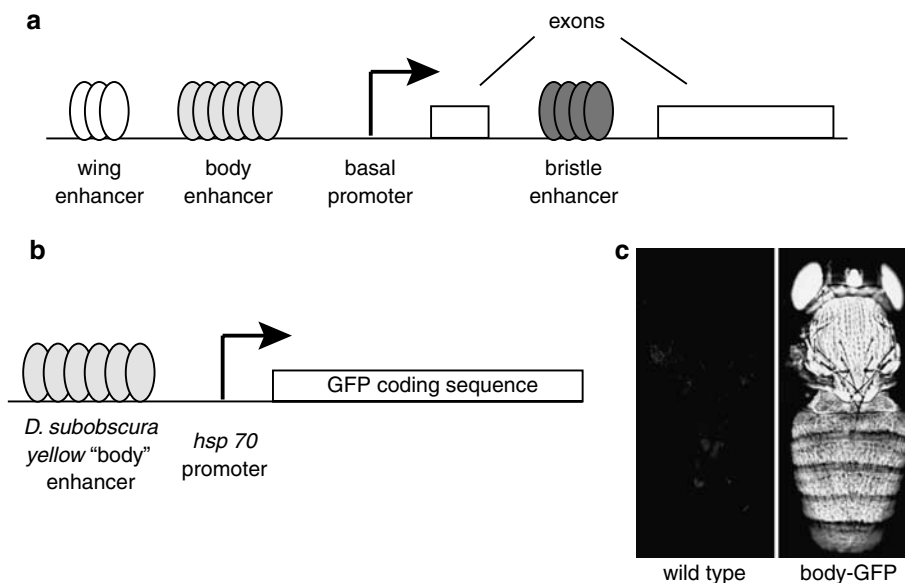 a
exons
wing
enhancer
body
enhancer
basal
promoter
bristle
enhancer
b
GFP coding sequence
D. subobscura
yellow “body”
enhancer
hsp 70
promoter
c
wild type
body-GFP